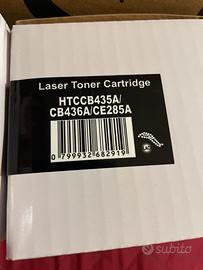 Laser Toner Cartridge
HTCCB435A/
CB436A/CE285A
0 799932 682919
subito